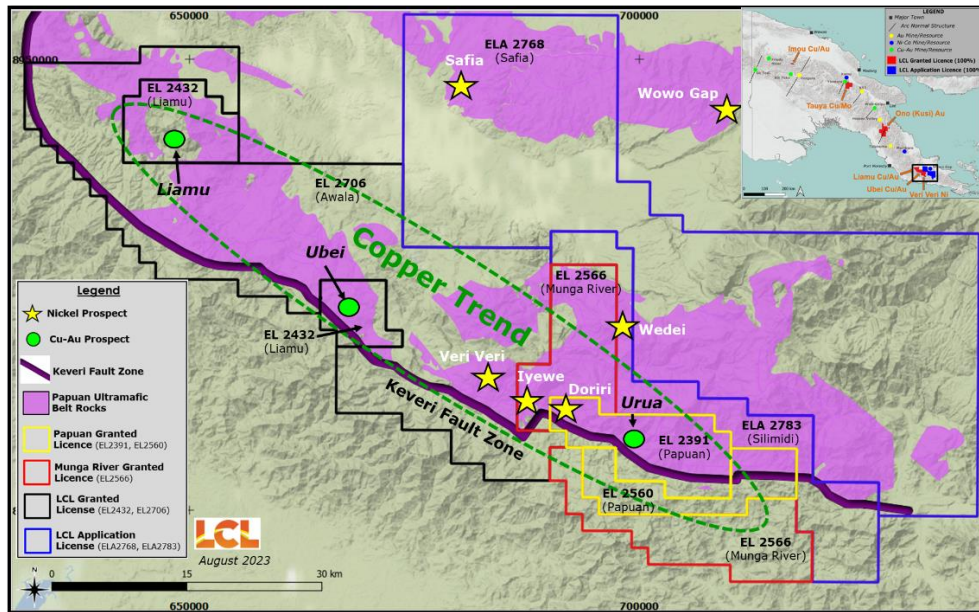 650000
700000
8950000
EL 2432
(Liamu)
Liamu
ELA 2768
(Safia)
Safia
Wowo Gap
EL 2706
(Awala)
Copper Trend
Ubei
EL 2432
(Liamu)
EL 2566
(Munga River)
Wedei
Veri Veri
Iyewe
Doriri
Urua
Keveri Fault Zone
EL 2391
(Papuan)
ELA 2783
(Silimidi)
EL 2560
(Papuan)
EL 2566
(Munga River)
Legend
Nickel Prospect
Cu-Au Prospect
Keveri Fault Zone
Papuan Ultramafic
Belt Rocks
Papuan Granted
Licence (EL2391, EL2560)
Munga River Granted
Licence (EL2566)
LCL Granted
License (EL2432, EL2706)
LCL Application
License (ELA2768, ELA2783)
LCL
August 2023
N
0
15
30 km
650000
700000
LEGEND
Major Town
Arc Normal Structure
Au Mine/Resource
Ni-Co Mine/Resource
Cu-Au Mine/Resource
LCL Granted Licence (100%)
LCL Application Licence (100%)
Imou Cu/Au
Tsuya Cu/Mo
Ono (Kusi) Au
Liamu Cu/Au
Ubei Cu/Au
Veri Veri Ni